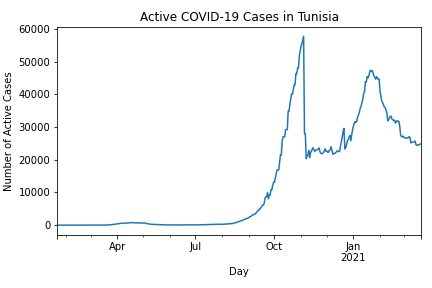 Active COVID-19 Cases in Tunisia
60000
50000
40000
30000
20000
10000
0
Number of Active Cases
Apr Jul Oct Jan
2021
Day